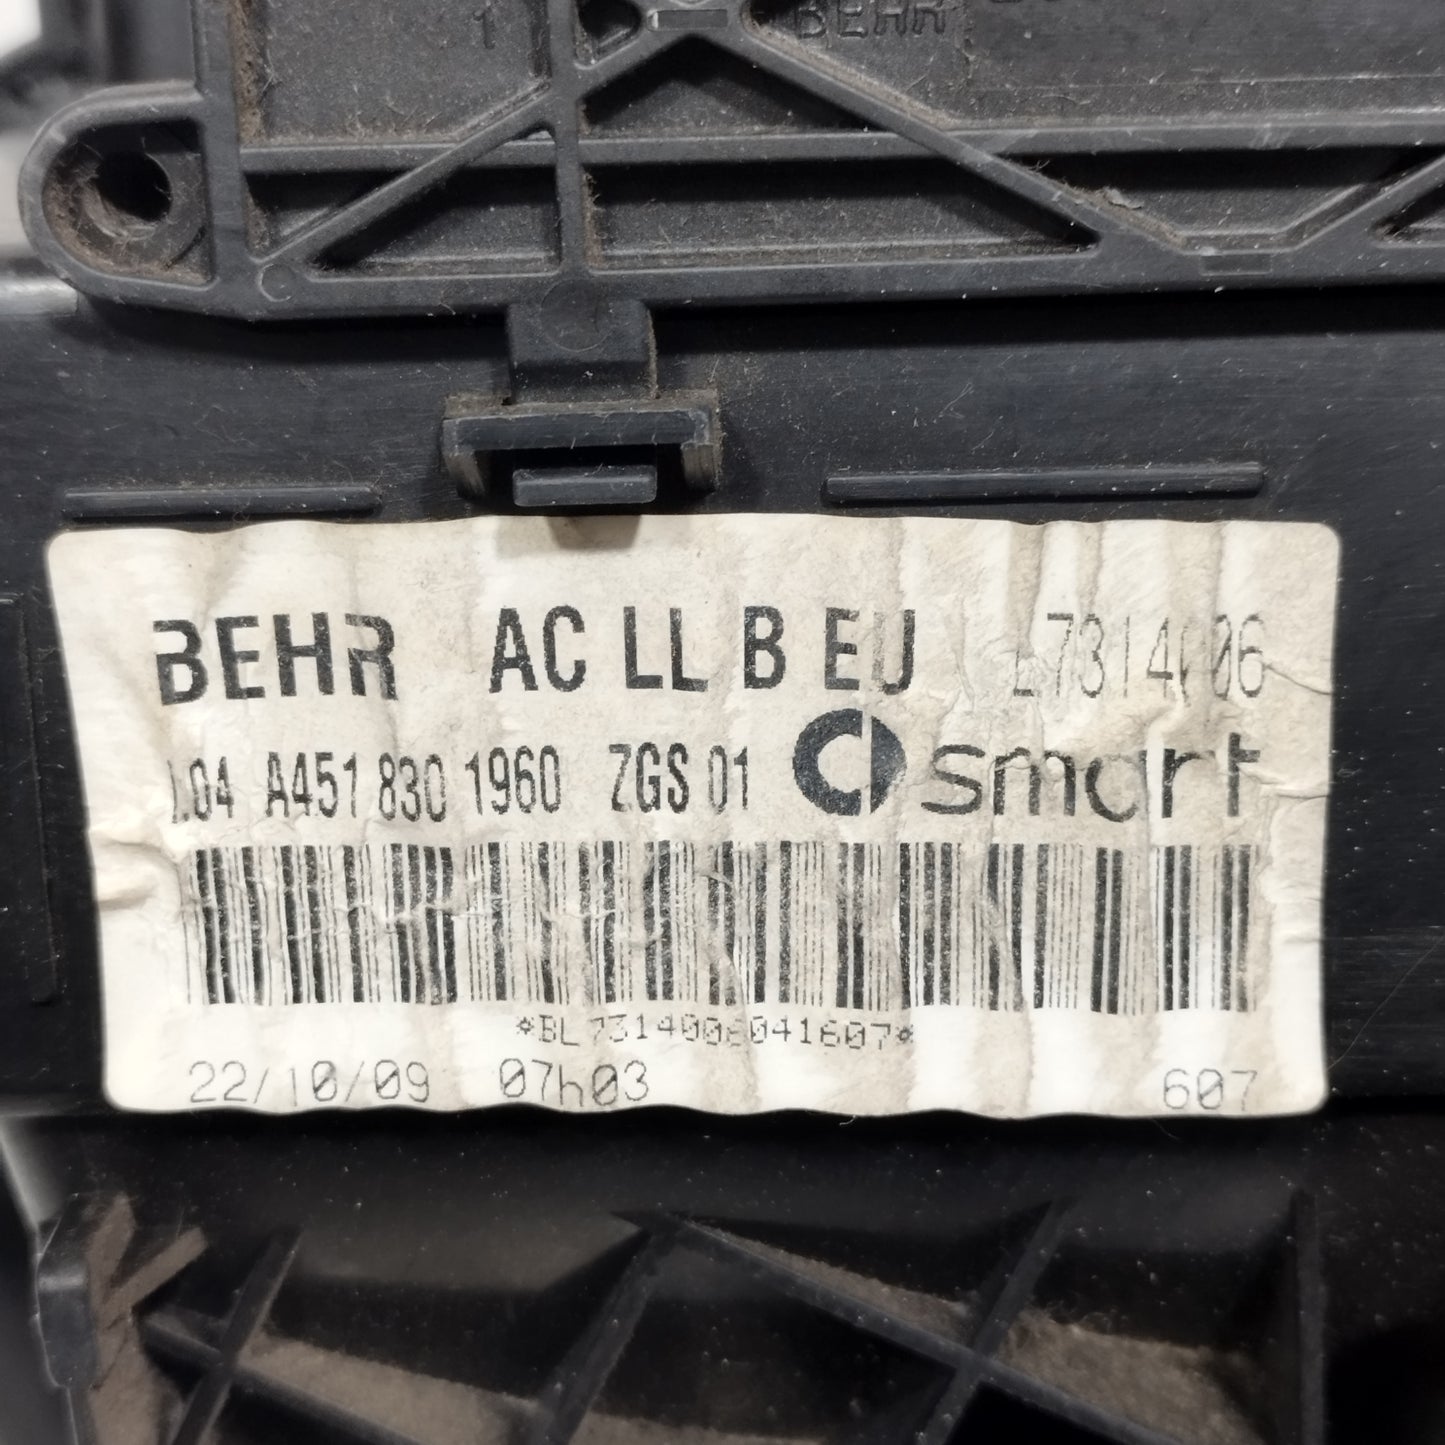 1 BEHR
BEHR AC LL B EU L7314006
.04 A451 830 1960 ZGS 01 smart
*BL7314006041607*
22/10/09 07h03 607